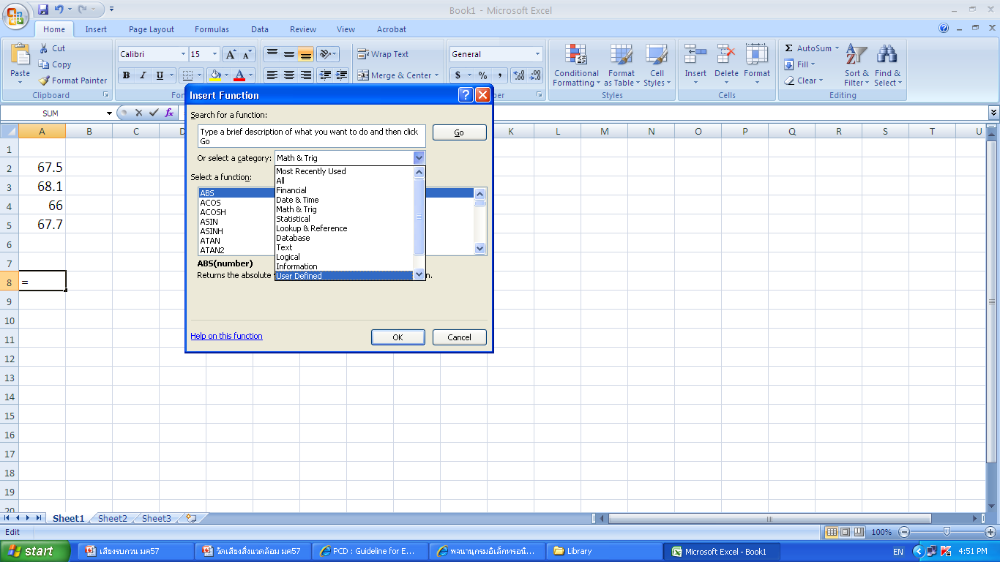 Book1 - Microsoft Excel
Home Insert Page Layout Formulas Data Review View Acrobat
Paste
Cut
Copy
Format Painter
Clipboard
Calibri 15
B I U
Wrap Text
Merge & Center
General
$ % ,
Conditional Formatting
Format as Table
Cell Styles
Styles
Insert
Delete
Format
Cells
AutoSum
Fill
Clear
Sort & Filter
Find & Select
Editing
SUM
fx
A B C D K L M N O P Q R S T U
1
2 67.5
3 68.1
4 66
5 67.7
6
7
8 =
9
10
11
12
13
14
15
16
17
18
19
20
Insert Function
Search for a function:
Type a brief description of what you want to do and then click
Go
Go
Or select a category: Math & Trig
Most Recently Used
All
Financial
Date & Time
Math & Trig
Statistical
Lookup & Reference
Database
Text
Logical
Information
User Defined
Select a function:
ABS
ACOS
ACOSH
ASIN
ASINH
ATAN
ATAN2
ABS(number)
Returns the absolute
Help on this function
OK
Cancel
Sheet1 Sheet2 Sheet3
Edit
100%
start
เสียงรบกวน มค57
วัดเสียงสิ่งแวดล้อม มค57
PCD : Guideline for E...
พจนานุกรมอิเล็กทรอนิ...
Library
Microsoft Excel - Book1
EN
4:51 PM